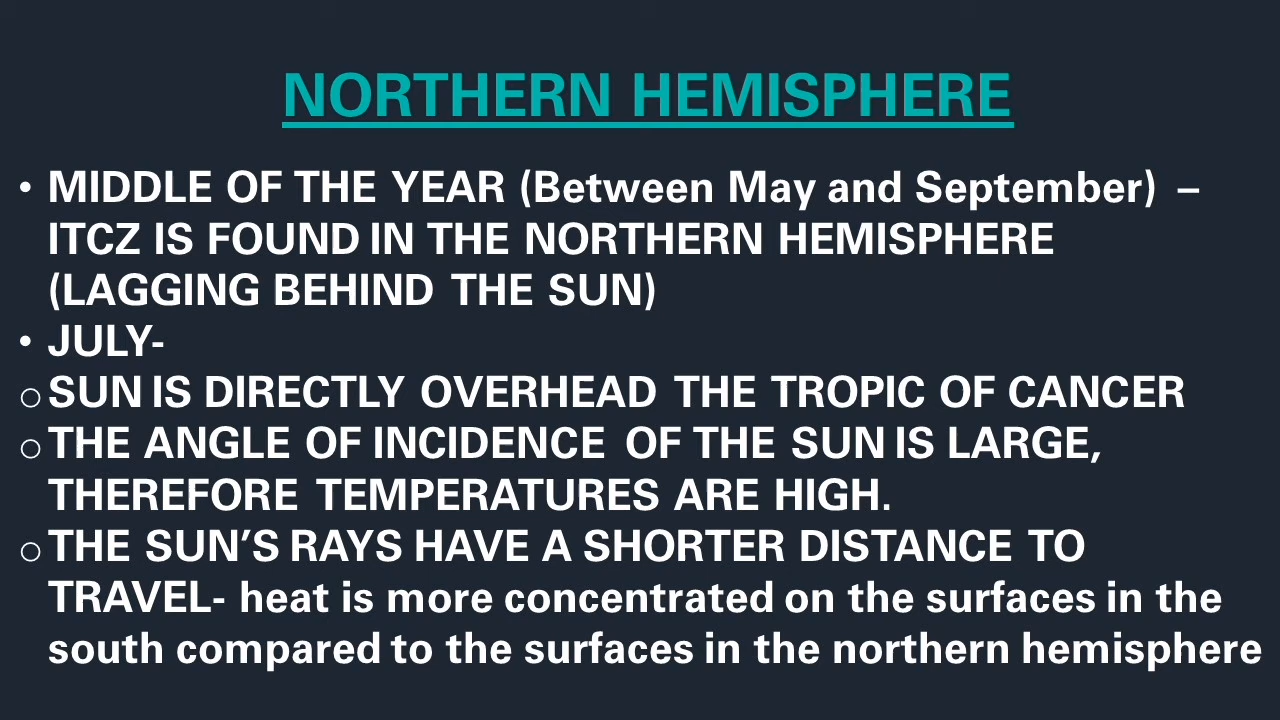 NORTHERN HEMISPHERE
• MIDDLE OF THE YEAR (Between May and September) –
ITCZ IS FOUND IN THE NORTHERN HEMISPHERE
(LAGGING BEHIND THE SUN)
• JULY-
o SUN IS DIRECTLY OVERHEAD THE TROPIC OF CANCER
o THE ANGLE OF INCIDENCE OF THE SUN IS LARGE,
THEREFORE TEMPERATURES ARE HIGH.
o THE SUN’S RAYS HAVE A SHORTER DISTANCE TO
TRAVEL- heat is more concentrated on the surfaces in the
south compared to the surfaces in the northern hemisphere